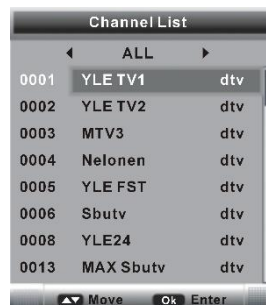 Channel List
ALL
0001 YLE TV1 dtv
0002 YLE TV2 dtv
0003 MTV3 dtv
0004 Nelonen dtv
0005 YLE FST dtv
0006 Sbutv dtv
0008 YLE24 dtv
0013 MAX Sbutv dtv
Move Ok Enter